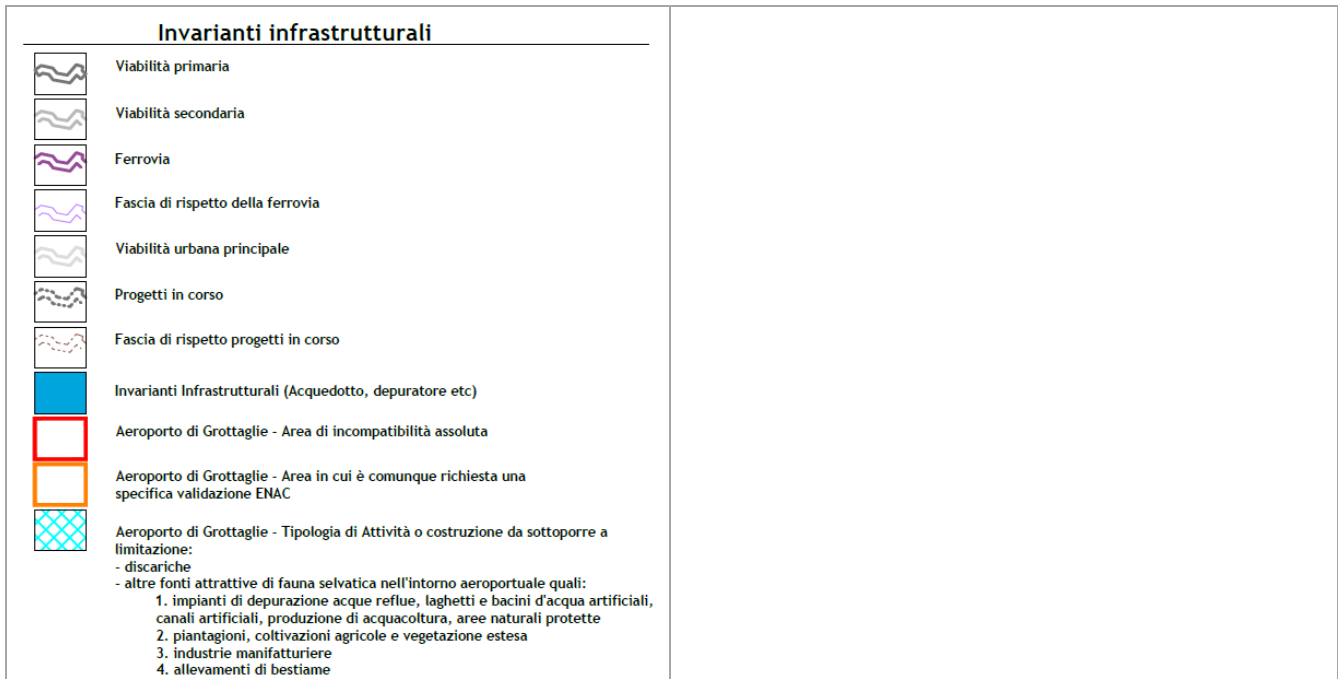 Invarianti infrastrutturali
Viabilità primaria
Viabilità secondaria
Ferrovia
Fascia di rispetto della ferrovia
Viabilità urbana principale
Progetti in corso
Fascia di rispetto progetti in corso
Invarianti Infrastrutturali (Acquedotto, depuratore etc)
Aeroporto di Grottaglie - Area di incompatibilità assoluta
Aeroporto di Grottaglie - Area in cui è comunque richiesta una
specifica validazione ENAC
Aeroporto di Grottaglie - Tipologia di Attività o costruzione da sottoporre a
limitazione:
- discariche
- altre fonti attrattive di fauna selvatica nell'intorno aeroportuale quali:
1. impianti di depurazione acque reflue, laghetti e bacini d'acqua artificiali,
canali artificiali, produzione di acquacoltura, aree naturali protette
2. piantagioni, coltivazioni agricole e vegetazione estesa
3. industrie manifatturiere
4. allevamenti di bestiame